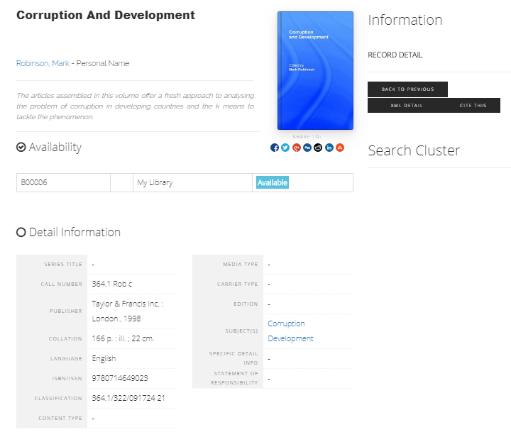 Corruption And Development
Robinson, Mark - Personal Name
The articles assembled in this volume offer a fresh approach to analysing
the problem of corruption in developing countries and the k means to
tackle the phenomenon.
Corruption
and Development
Mark Robinson
SHARE TO:
Availability
B00006
My Library
Available
Detail Information
SERIES TITLE -
CALL NUMBER 364.1 Rob c
PUBLISHER Taylor & Francis Inc. :
London., 1998
COLLATION 166 p. : ill. ; 22 cm.
LANGUAGE English
ISBN/ISSN 9780714649023
CLASSIFICATION 364.1/322/091724 21
CONTENT TYPE -
MEDIA TYPE -
CARRIER TYPE -
EDITION -
SUBJECT(S) Corruption
Development
SPECIFIC DETAIL
INFO -
STATEMENT OF
RESPONSIBILITY -
Information
RECORD DETAIL
BACK TO PREVIOUS
XML DETAIL
CITE THIS
Search Cluster